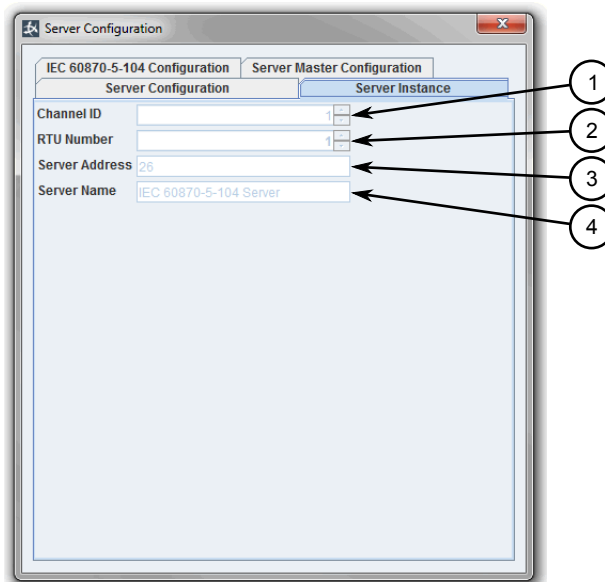 Server Configuration
IEC 60870-5-104 Configuration Server Master Configuration
Server Configuration Server Instance
Channel ID 1
RTU Number 1
Server Address 26
Server Name IEC 60870-5-104 Server
1
2
3
4